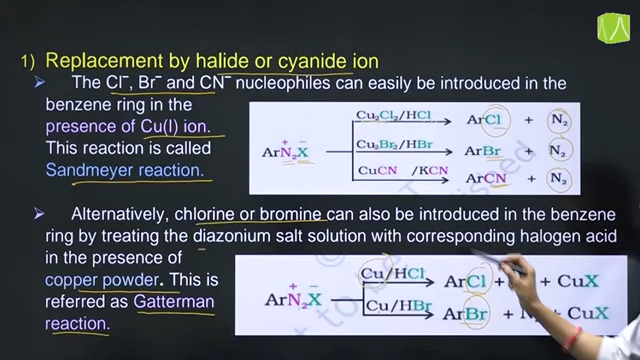 1) Replacement by halide or cyanide ion
The Cl⁻, Br⁻ and CN⁻ nucleophiles can easily be introduced in the
benzene ring in the
presence of Cu(I) ion.
This reaction is called
Sandmeyer reaction.
Cu₂Cl₂/HCl ArCl + N₂
ArN₂⁺X⁻ Cu₂Br₂/HBr ArBr + N₂
CuCN /KCN ArCN + N₂
Alternatively, chlorine or bromine can also be introduced in the benzene
ring by treating the diazonium salt solution with corresponding halogen acid
in the presence of
copper powder. This is
referred as Gatterman
reaction.
Cu/HCl ArCl + + CuX
ArN₂⁺X⁻
Cu/HBr ArBr + N₂ + CuX